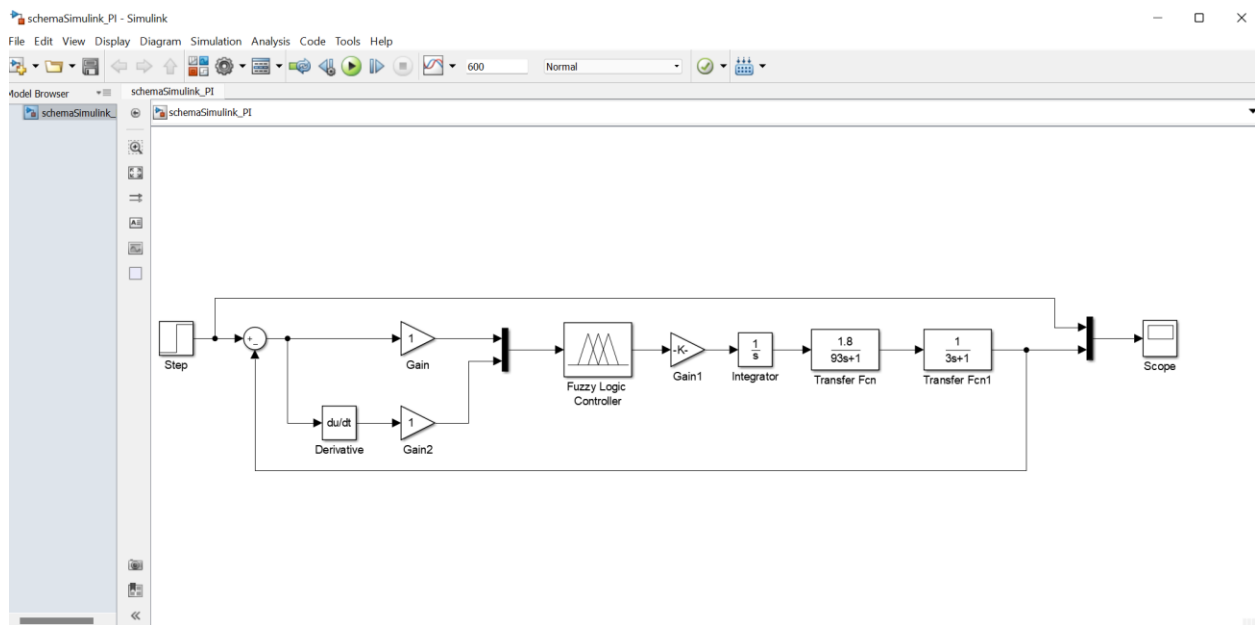 schemaSimulink_PI - Simulink
File Edit View Display Diagram Simulation Analysis Code Tools Help
600 Normal
Model Browser schemaSimulink_PI
schemaSimulink_ schemaSimulink_PI
Step
+
-
1
Gain
du/dt
Derivative
1
Gain2
Fuzzy Logic
Controller
-K-
Gain1
1
s
Integrator
1.8
93s+1
Transfer Fcn
1
3s+1
Transfer Fcn1
Scope